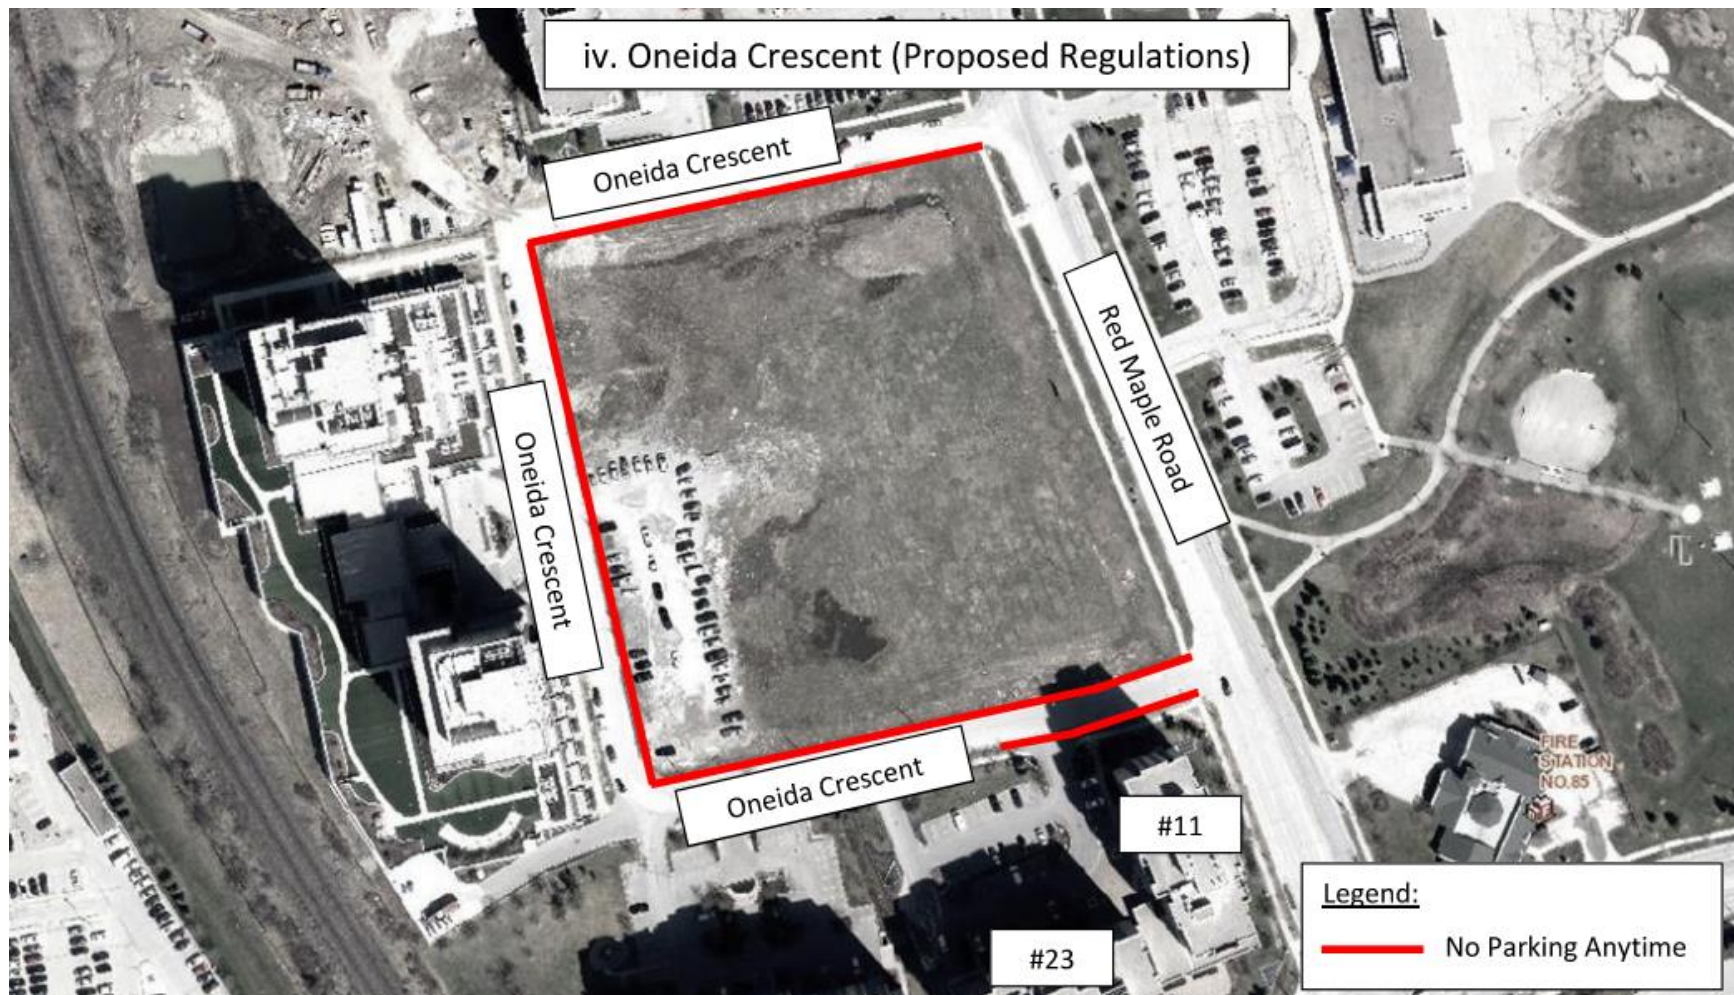 iv. Oneida Crescent (Proposed Regulations)
Oneida Crescent
Red Maple Road
Oneida Crescent
Oneida Crescent
FIRE
STATION
NO.85
#11
#23
Legend:
No Parking Anytime